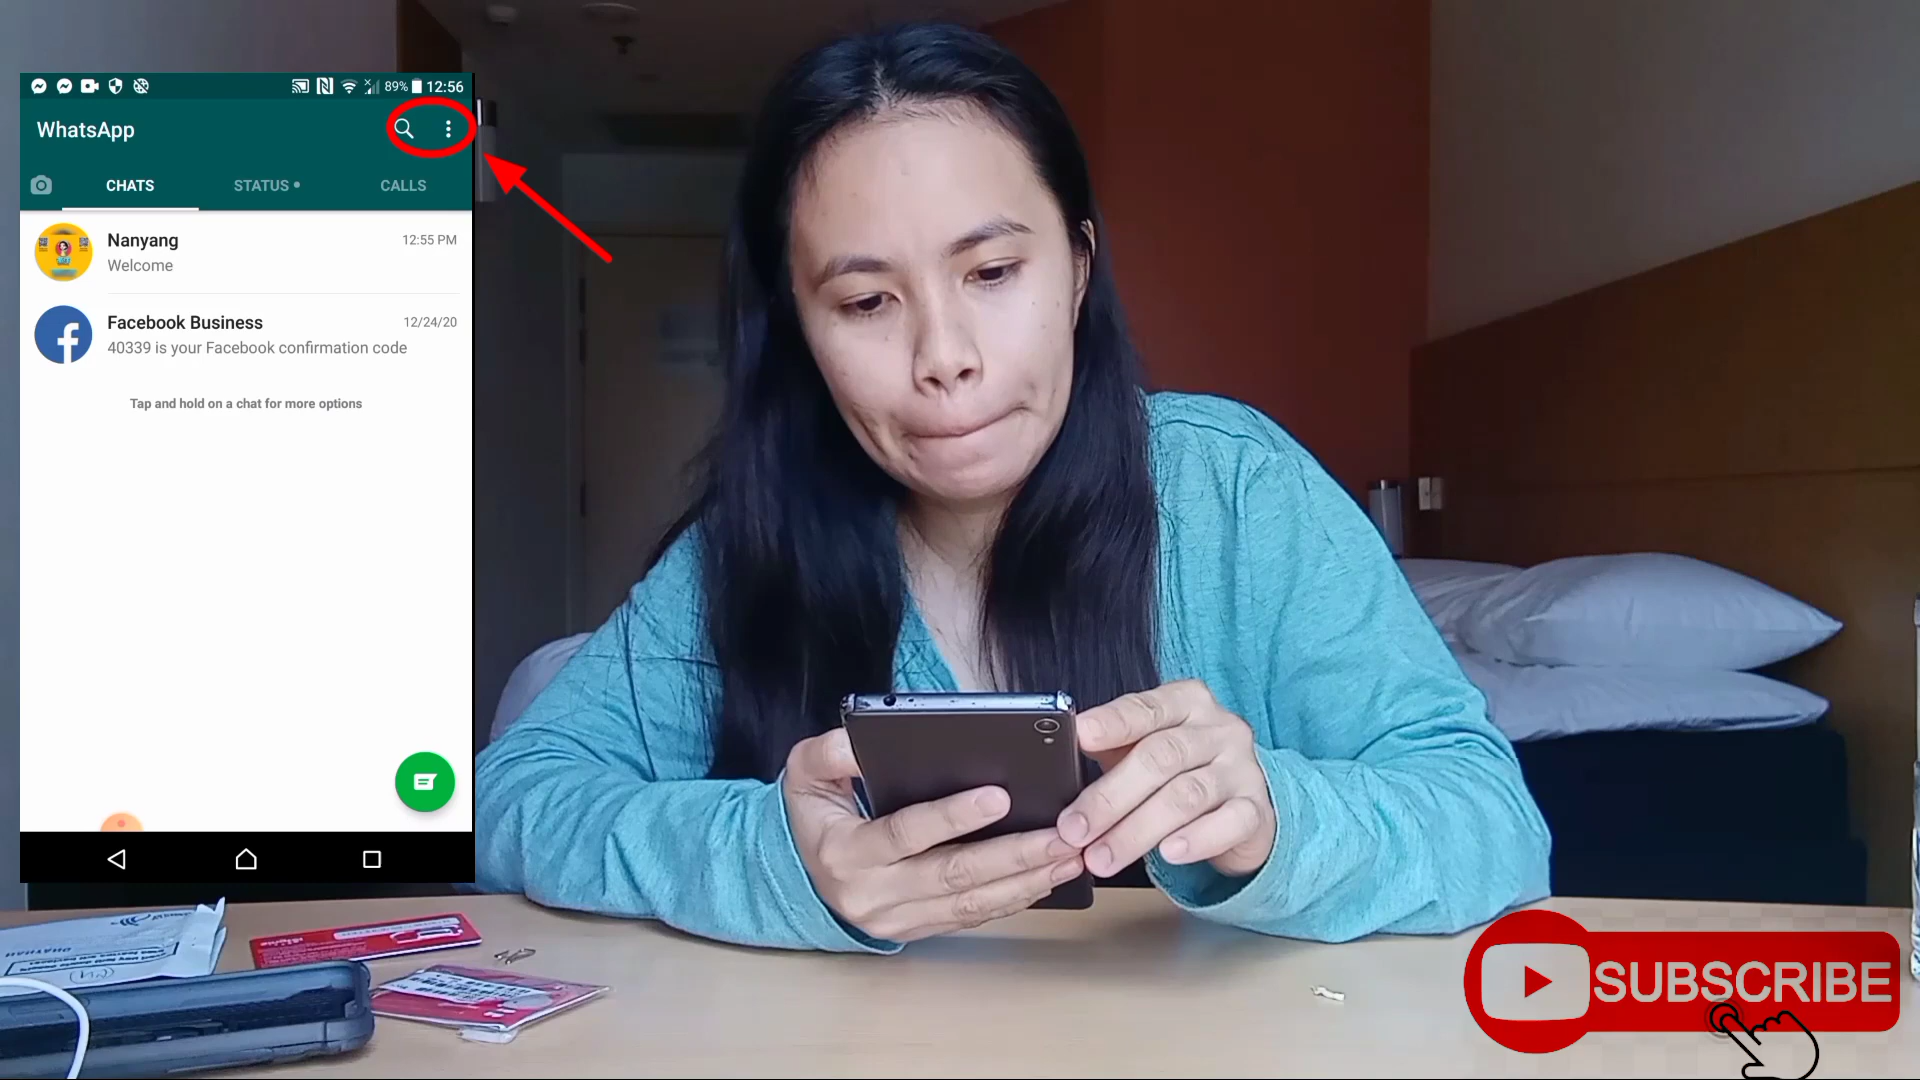 89% 12:56
WhatsApp
CHATS STATUS CALLS
Nanyang 12:55 PM
Welcome
Facebook Business 12/24/20
40339 is your Facebook confirmation code
Tap and hold on a chat for more options
SUBSCRIBE